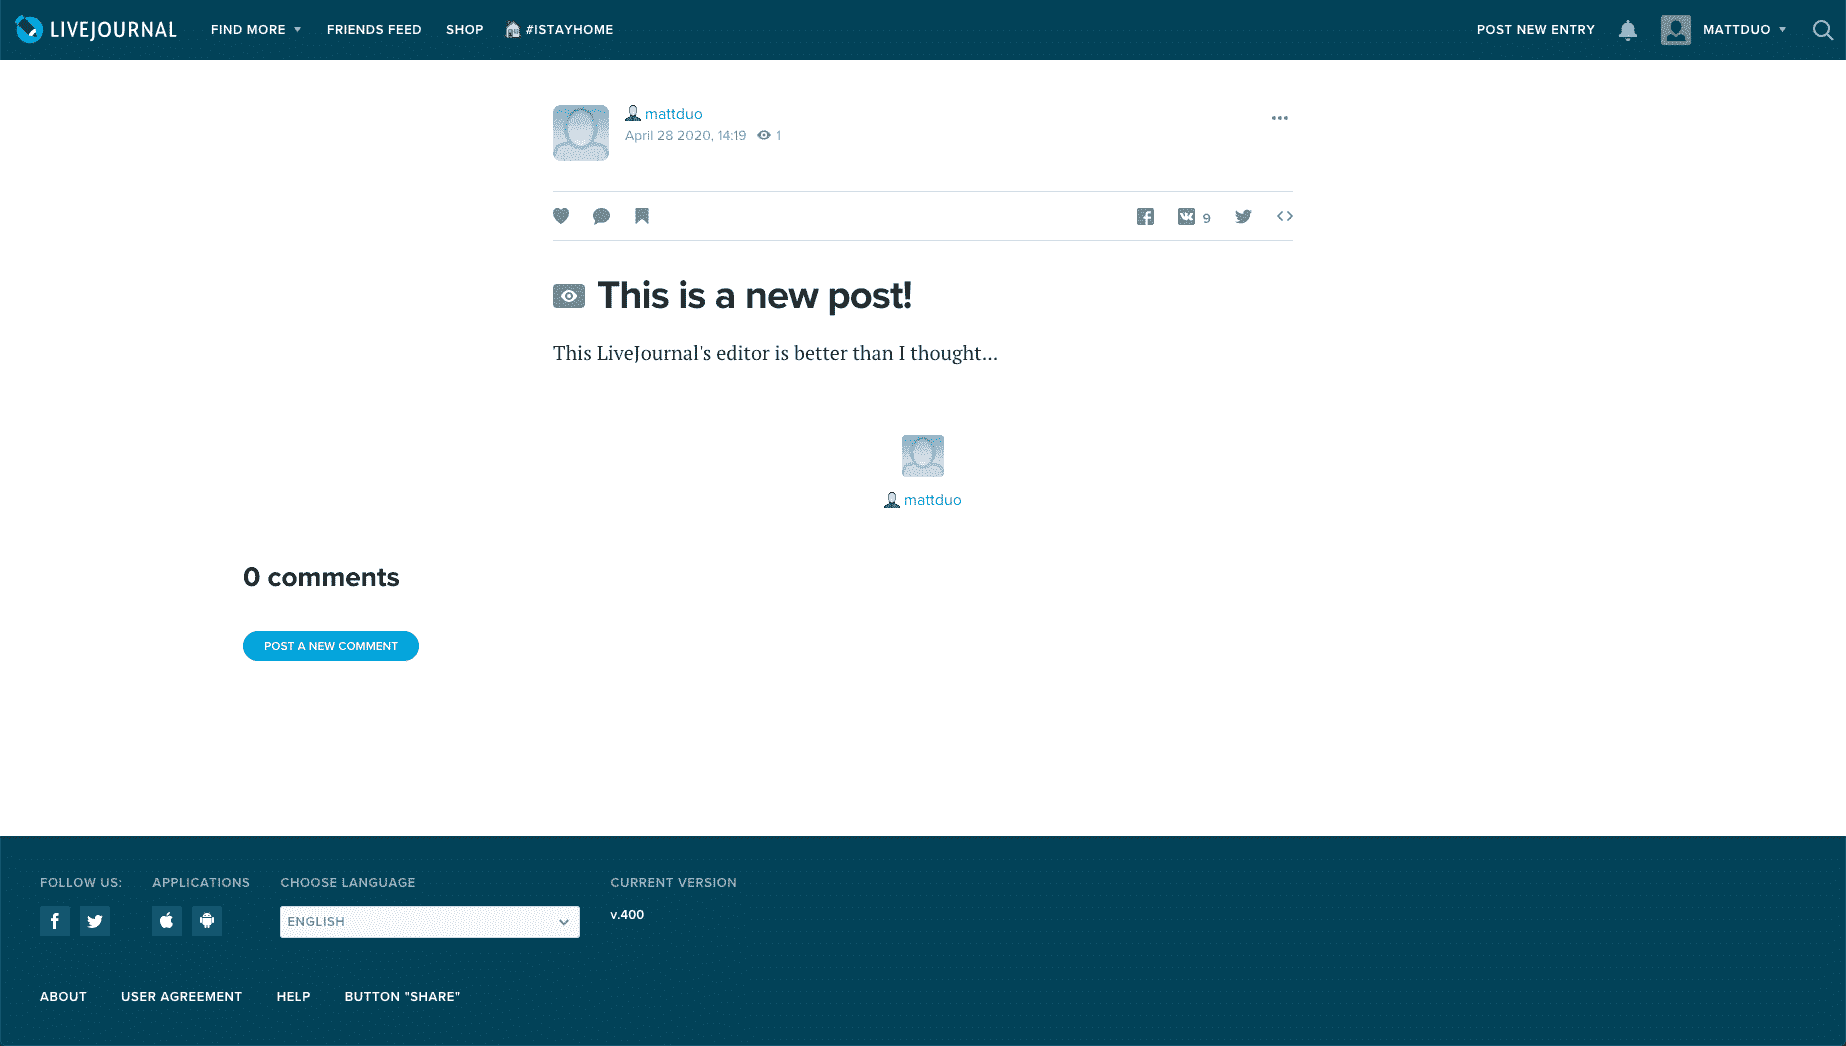 LIVEJOURNAL
FIND MORE
FRIENDS FEED
SHOP
#ISTAYHOME
POST NEW ENTRY
MATTDUO
mattduo
April 28 2020, 14:19 1
9
This is a new post!
This LiveJournal's editor is better than I thought...
mattduo
0 comments
POST A NEW COMMENT
FOLLOW US:
APPLICATIONS
CHOOSE LANGUAGE
ENGLISH
CURRENT VERSION
v.400
ABOUT
USER AGREEMENT
HELP
BUTTON "SHARE"